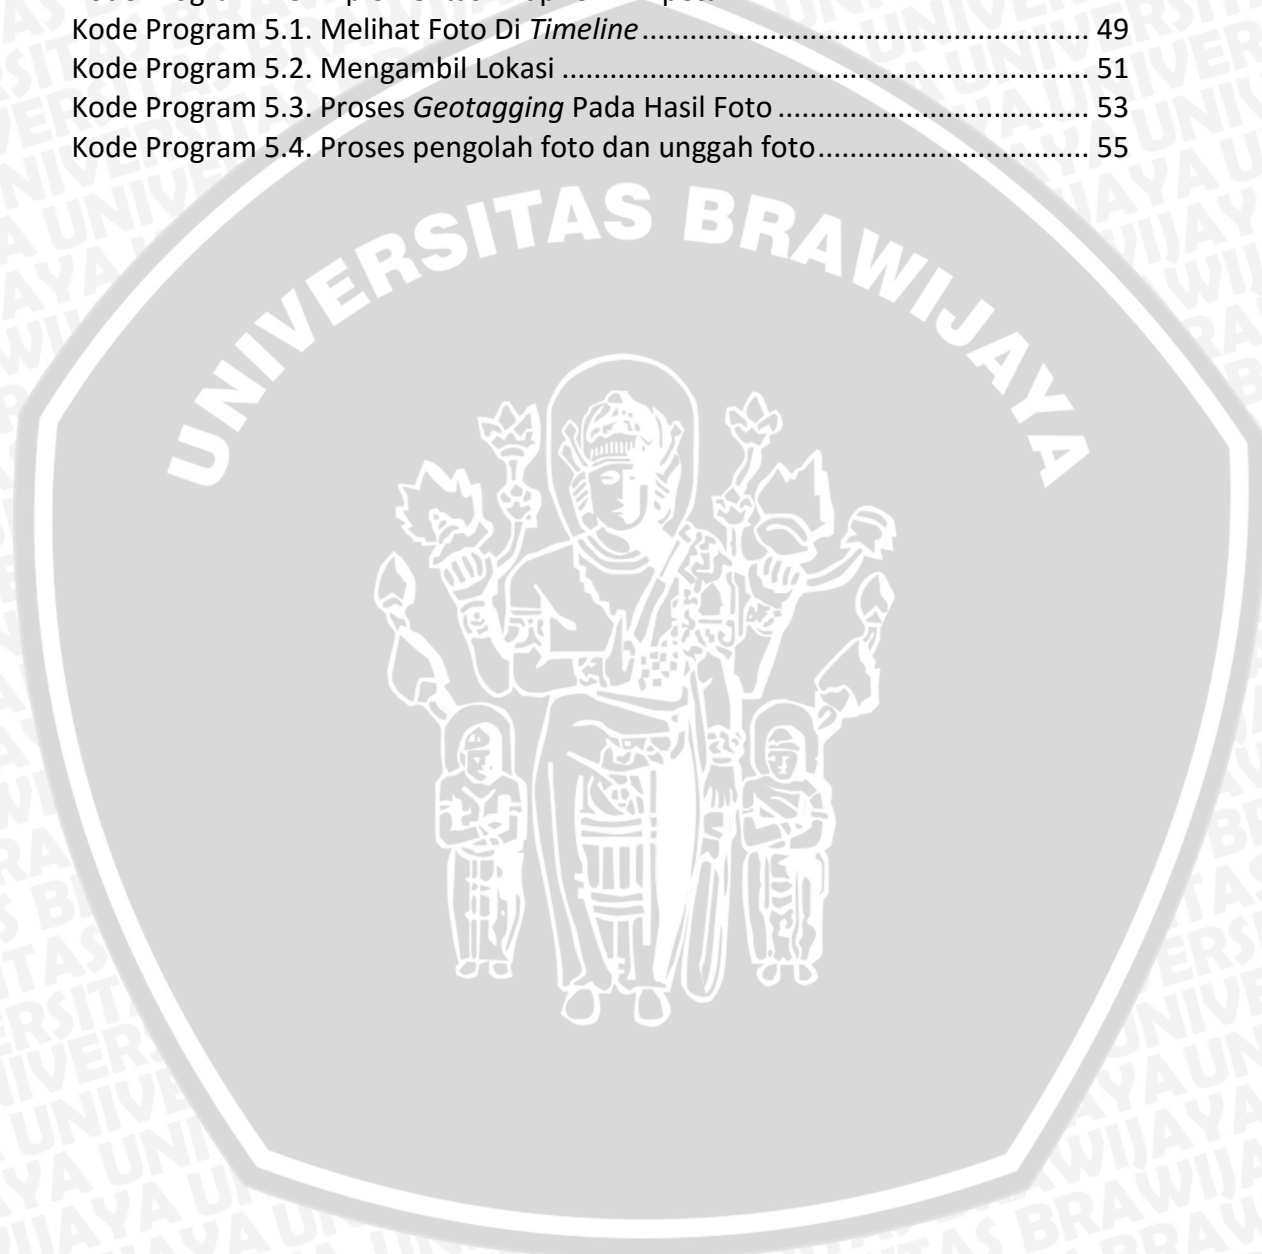 Kode Program 5.1. Melihat Foto Di Timeline........................................................ 49
Kode Program 5.2. Mengambil Lokasi .................................................................. 51
Kode Program 5.3. Proses Geotagging Pada Hasil Foto ....................................... 53
Kode Program 5.4. Proses pengolah foto dan unggah foto.................................. 55
UNIVERSITAS BRAWIJAYA